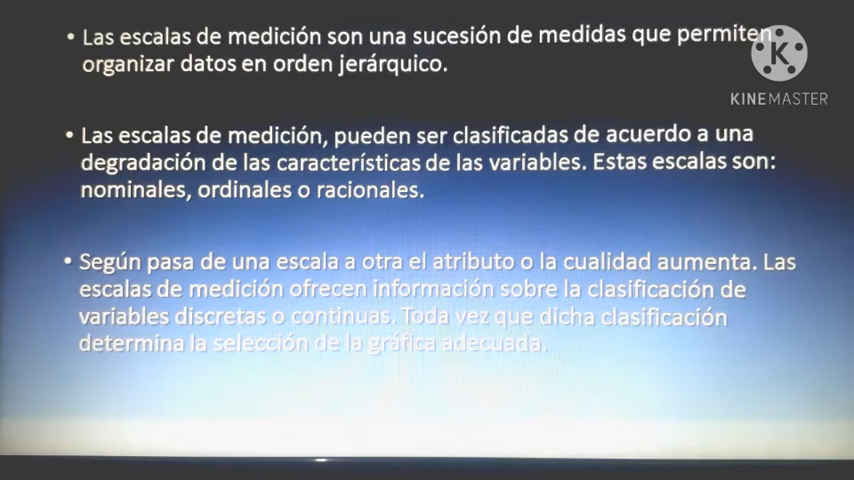 • Las escalas de medición son una sucesión de medidas que permiten
organizar datos en orden jerárquico.
K
KINEMASTER
• Las escalas de medición, pueden ser clasificadas de acuerdo a una
degradación de las características de las variables. Estas escalas son:
nominales, ordinales o racionales.
• Según pasa de una escala a otra el atributo o la cualidad aumenta. Las
escalas de medición ofrecen información sobre la clasificación de
variables discretas o continuas. Toda vez que dicha clasificación
determina la selección de la gráfica adecuada.